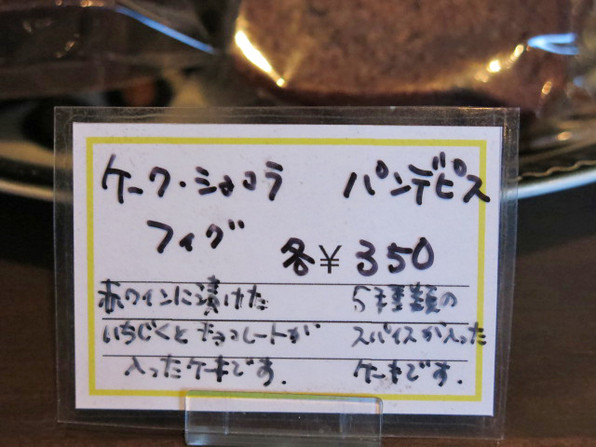 ケーク・ショコラ
フィグ
パンデピス
各¥350
赤ワインに漬けた
いちじくとチョコレートが
入ったケーキです.
5種類の
スパイスが入った
ケーキです.